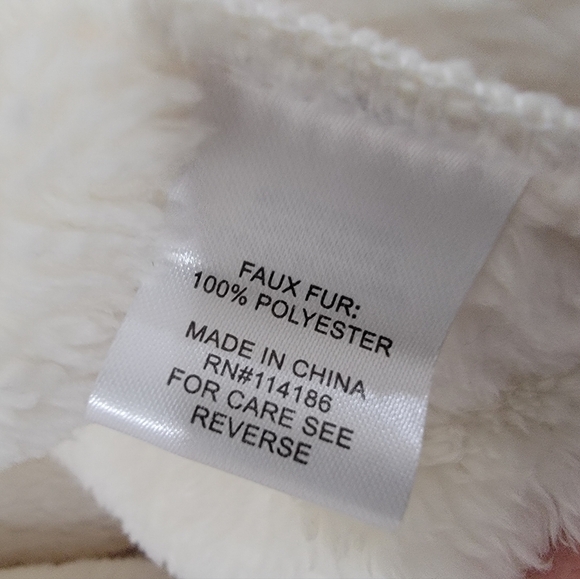 FAUX FUR:
100% POLYESTER
MADE IN CHINA
RN#114186
FOR CARE SEE
REVERSE